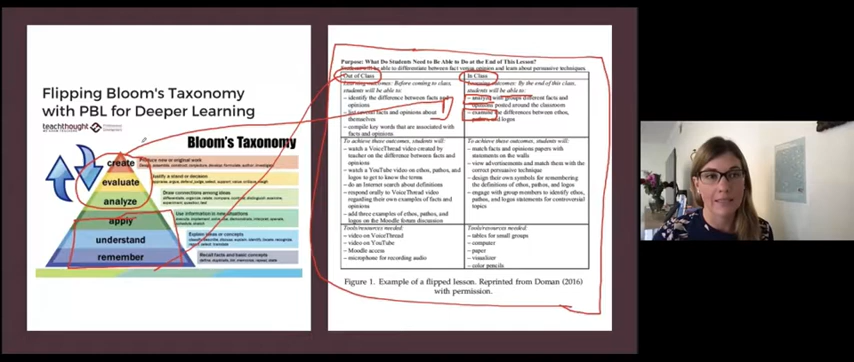 Flipping Bloom's Taxonomy
with PBL for Deeper Learning
teachthought
Bloom's Taxonomy
create
Produce new or original work
evaluate
Justify a stand or decision
analyze
Draw connections among ideas
apply
Use information in new situations
understand
Explain ideas or concepts
remember
Recall facts and basic concepts
Purpose: What Do Students Need to Be Able to Do at the End of This Lesson?
will be able to differentiate between fact versus opinion and learn about persuasive techniques.
Out of Class
Learning outcomes: Before coming to class,
students will be able to:
– identify the difference between facts and
opinions
– list several facts and opinions about
themselves
– compile key words that are associated with
facts and opinions
To achieve these outcomes, students will:
– watch a VoiceThread video created by
teacher on the difference between facts and
opinions
– watch a YouTube video on ethos, pathos, and
logos to get to know the terms
– do an Internet search about definitions
– respond to VoiceThread video
regarding their own examples of facts and
opinions
– add three examples of ethos, pathos, and
logos on the Moodle forum discussion
Tools/resources needed:
– video on VoiceThread
– video on YouTube
– Moodle access
– microphone for recording audio
In Class
Learning outcomes: By the end of this class,
students will be able to:
– analyze with groups different facts and
opinions posted around the classroom
– examine the differences between ethos,
pathos, and logos
To achieve these outcomes, students will:
– match facts and opinions papers with
statements on the walls
– view advertisements and match them with the
correct persuasive technique
– design their own symbols for remembering
the definitions of ethos, pathos, and logos
– engage with group members to identify ethos,
pathos, and logos statements for controversial
topics
Tools/resources needed:
– tables for small groups
– computer
– paper
– visualizer
– color pencils
Figure 1. Example of a flipped lesson. Reprinted from Doman (2016)
with permission.